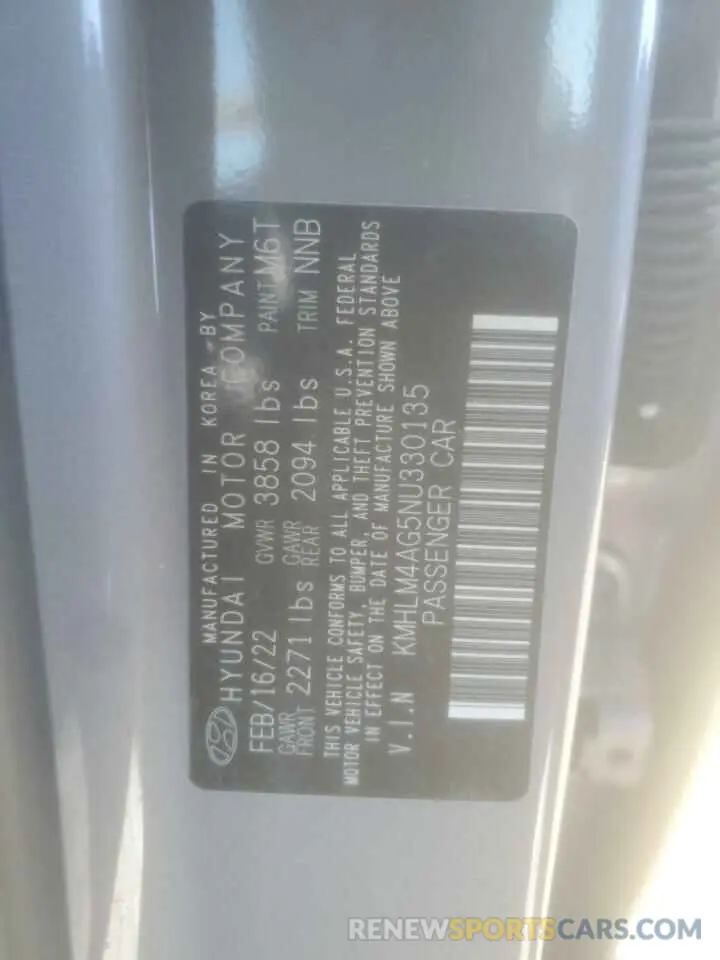 MANUFACTURED IN KOREA BY
HYUNDAI MOTOR COMPANY
FEB/16/22 GVWR 3858 lbs PAINT M6T
GAWR FRONT 2271 lbs GAWR REAR 2094 lbs TRIM NNB
THIS VEHICLE CONFORMS TO ALL APPLICABLE U.S.A. FEDERAL
MOTOR VEHICLE SAFETY, BUMPER, AND THEFT PREVENTION STANDARDS
IN EFFECT ON THE DATE OF MANUFACTURE SHOWN ABOVE
V.I.N KMHLM4AG5NU330135
PASSENGER CAR
RENEWSPORTSCARS.COM